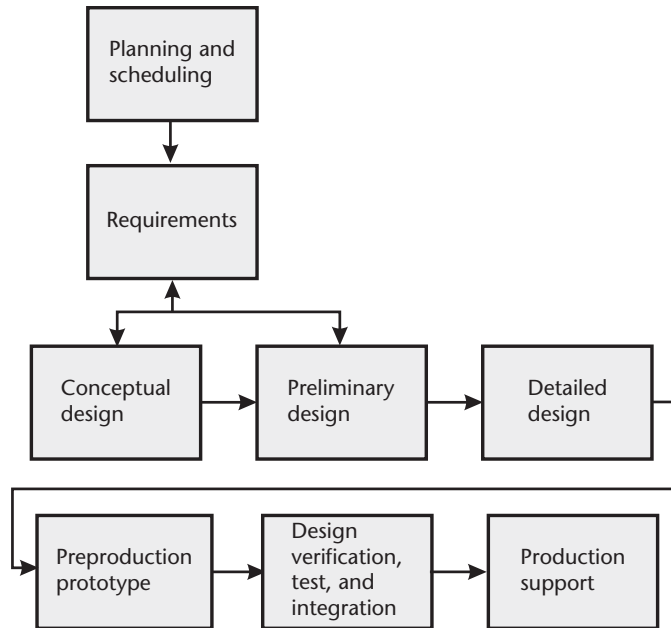 Planning and
scheduling
Requirements
Conceptual
design
Preliminary
design
Detailed
design
Preproduction
prototype
Design
verification,
test, and
integration
Production
support